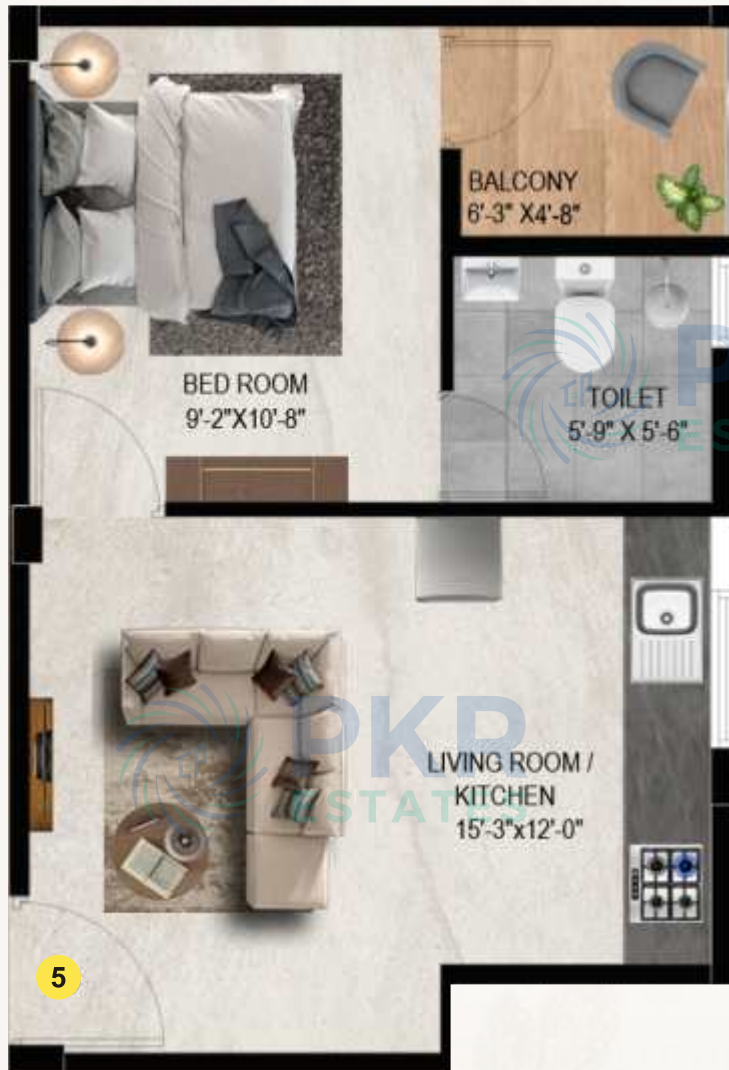 BALCONY
6'-3" X4'-8"
BED ROOM
9'-2"X10'-8"
TOILET
5'-9" X 5'-6"
P
ES
PKR
ESTATES
LIVING ROOM /
KITCHEN
15'-3"x12'-0"
5